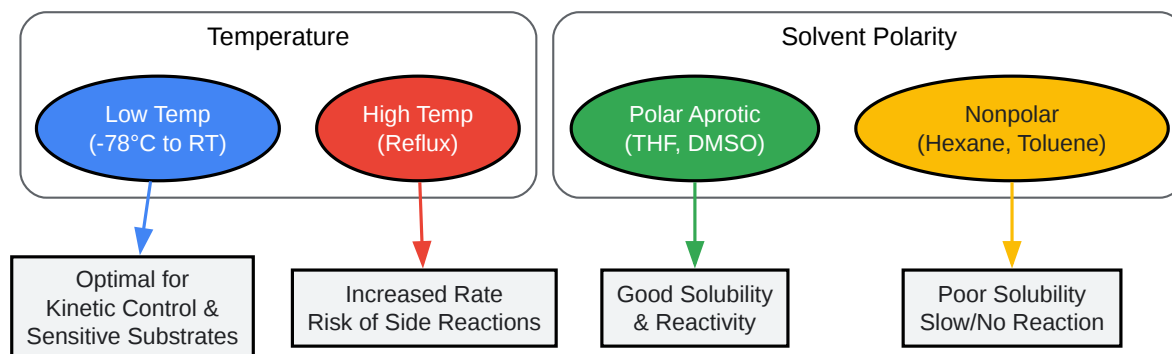 Temperature
Solvent Polarity
Low Temp
(-78°C to RT)
High Temp
(Reflux)
Polar Aprotic
(THF, DMSO)
Nonpolar
(Hexane, Toluene)
Optimal for
Kinetic Control &
Sensitive Substrates
Increased Rate
Risk of Side Reactions
Good Solubility
& Reactivity
Poor Solubility
Slow/No Reaction